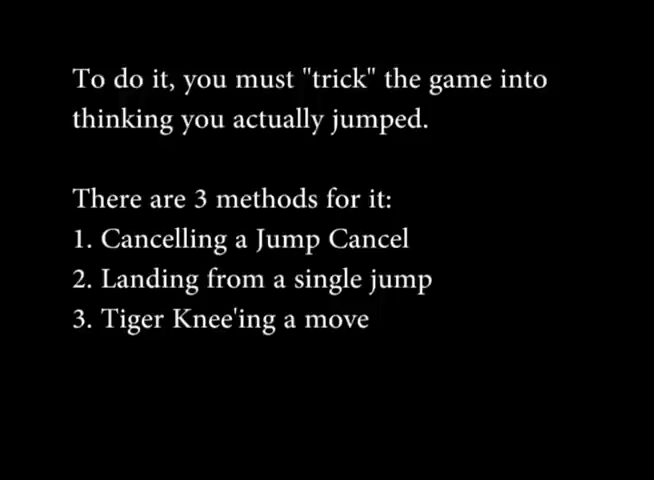 To do it, you must "trick" the game into
thinking you actually jumped.
There are 3 methods for it:
1. Cancelling a Jump Cancel
2. Landing from a single jump
3. Tiger Knee'ing a move